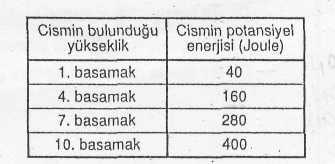 Cismin bulunduğu yükseklik Cismin potansiyel enerjisi (Joule)
1. basamak 40
4. basamak 160
7. basamak 280
10. basamak 400